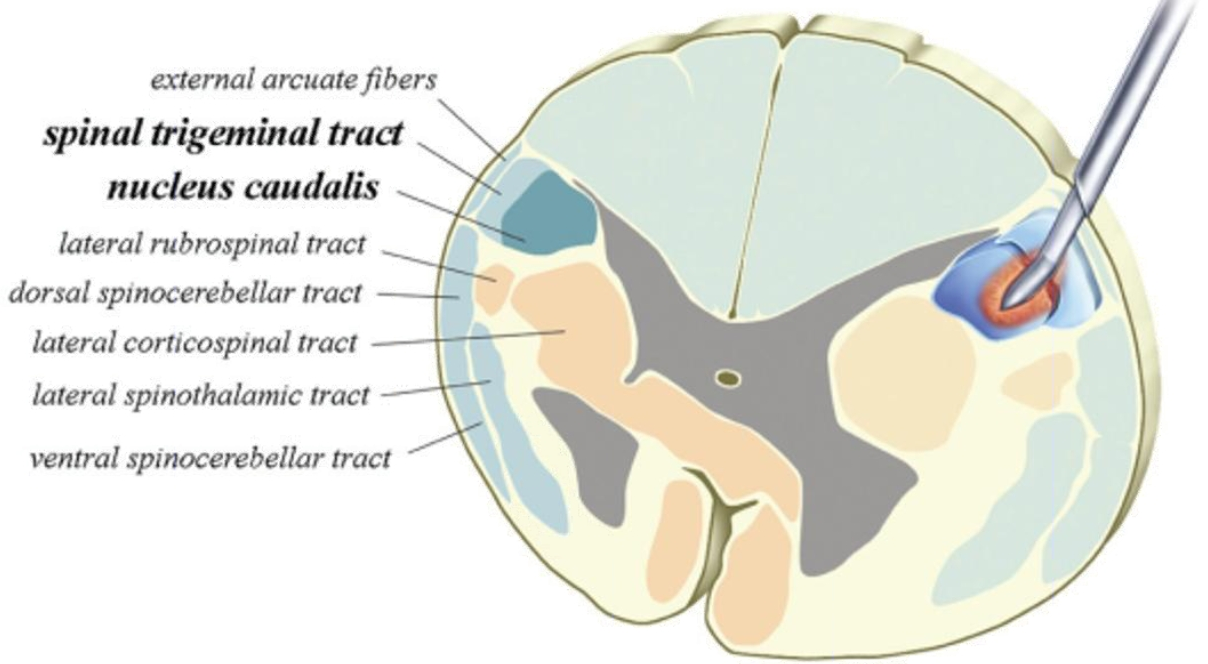 external arcuate fibers
spinal trigeminal tract
nucleus caudalis
lateral rubrospinal tract
dorsal spinocerebellar tract
lateral corticospinal tract
lateral spinothalamic tract
ventral spinocerebellar tract